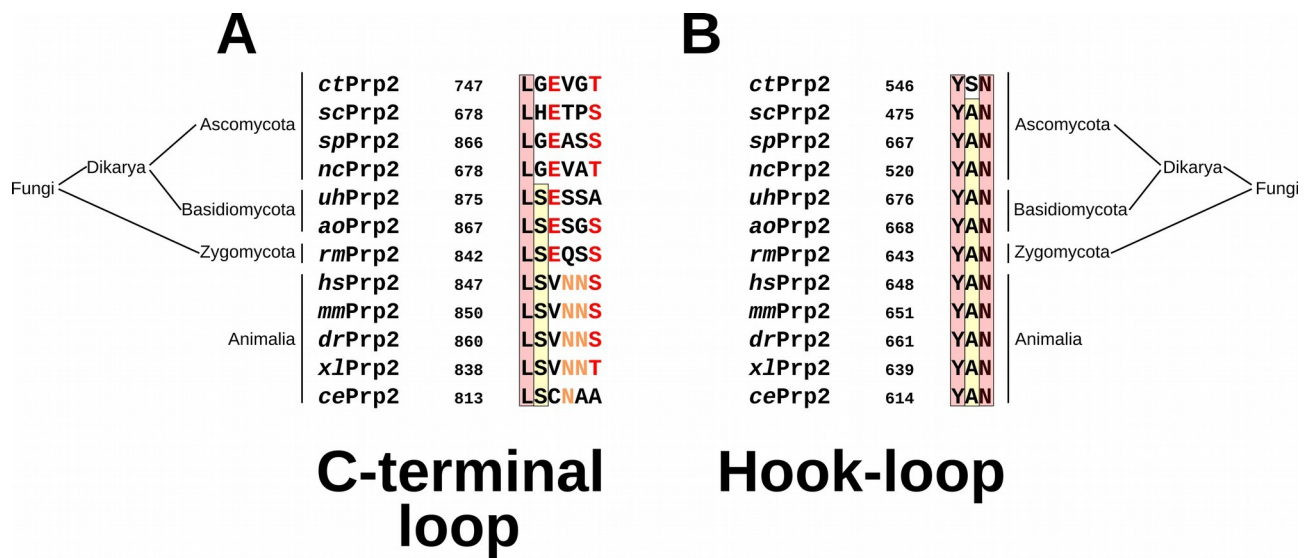 A B
ctPrp2 747 LGEVGT ctPrp2 546 YSN
scPrp2 678 LHETPS scPrp2 475 YAN
Ascomycota Ascomycota
spPrp2 866 LGEASS spPrp2 667 YAN
Dikarya Dikarya
ncPrp2 678 LGEVAT ncPrp2 520 YAN
Fungi Fungi
uhPrp2 875 LSESSA uhPrp2 676 YAN
Basidiomycota Basidiomycota
aoPrp2 867 LSESGS aoPrp2 668 YAN
Zygomycota rmPrp2 842 LSEQSS rmPrp2 643 YAN Zygomycota
hsPrp2 847 LSVNNS hsPrp2 648 YAN
mmPrp2 850 LSVNNS mmPrp2 651 YAN
Animalia drPrp2 860 LSVNNS drPrp2 661 YAN Animalia
xlPrp2 838 LSVNNT xlPrp2 639 YAN
cePrp2 813 LSCNAA cePrp2 614 YAN
C-terminal Hook-loop
loop